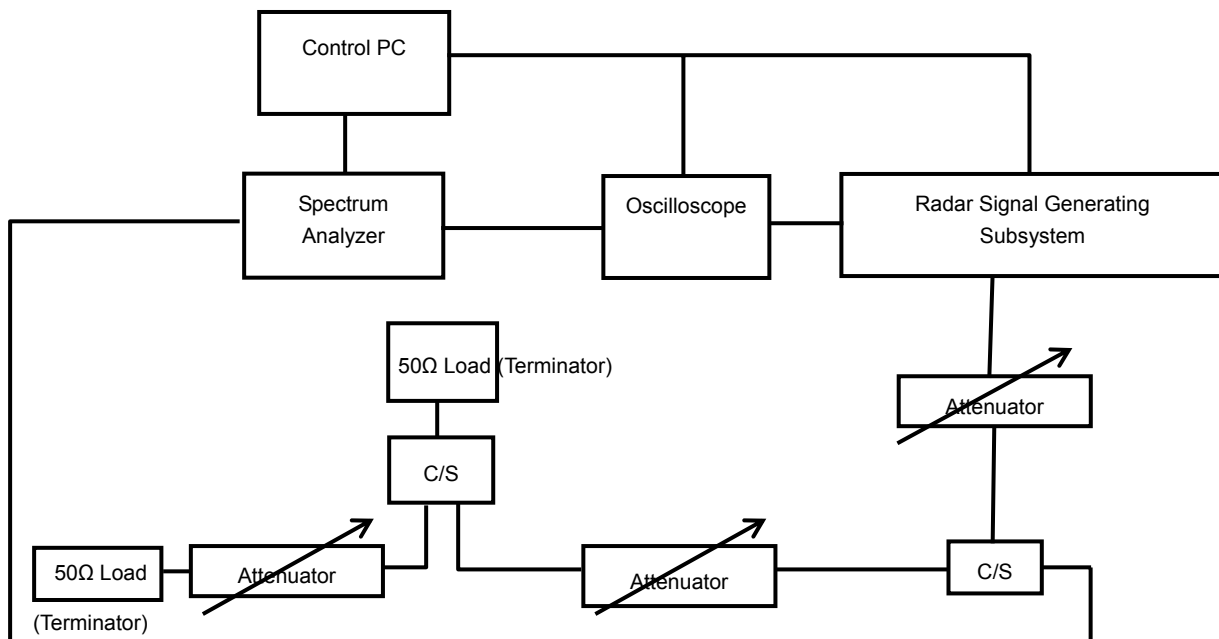 Control PC
Spectrum
Analyzer
Oscilloscope
Radar Signal Generating
Subsystem
50Ω Load (Terminator)
Attenuator
C/S
50Ω Load
(Terminator)
Attenuator
Attenuator
C/S